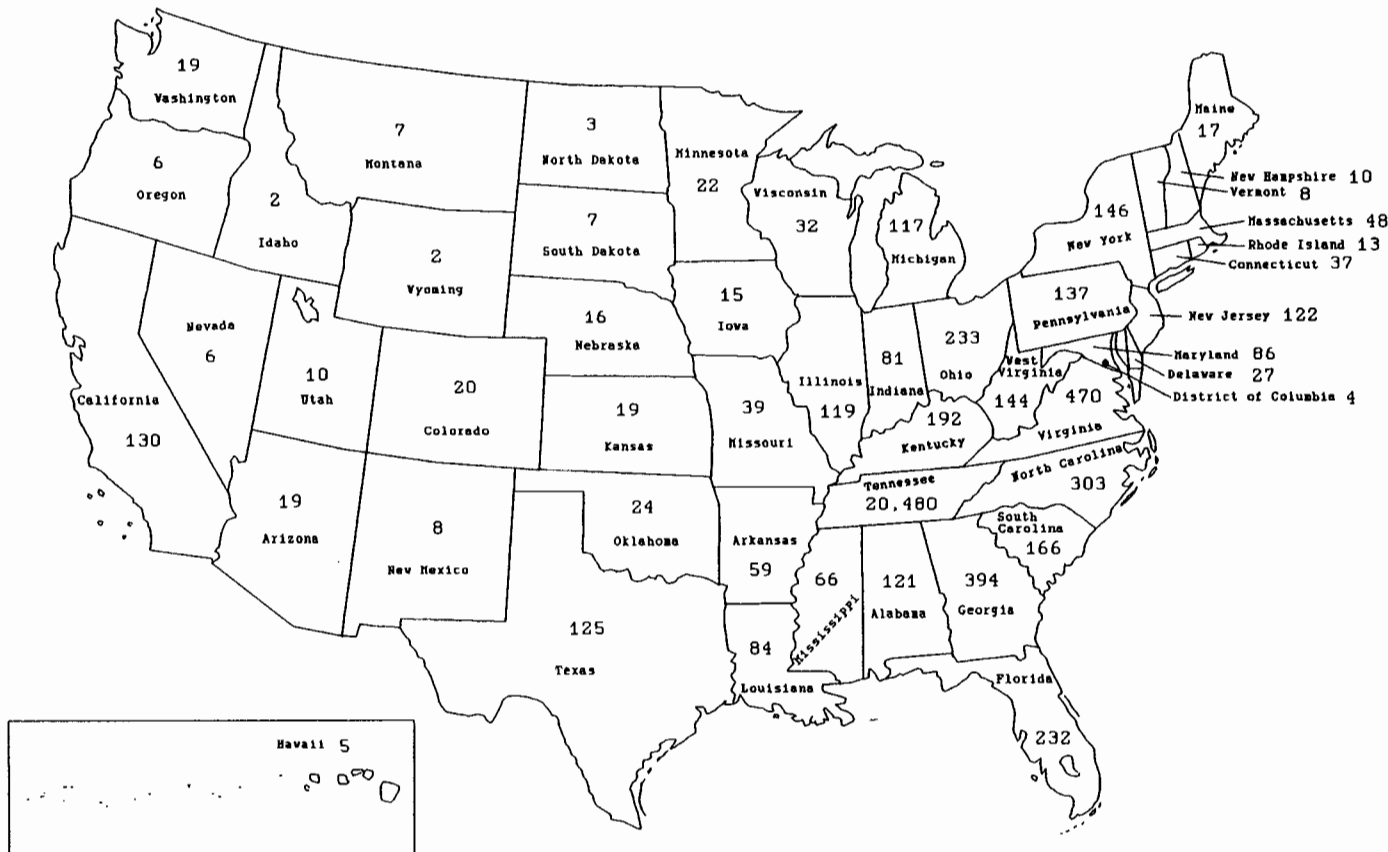 19
Washington
6
Oregon
2
Idaho
7
Montana
2
Wyoming
3
North Dakota
7
South Dakota
16
Nebraska
19
Kansas
Minnesota
22
Wisconsin
32
117
Michigan
15
Iowa
Nevada
6
10
Utah
20
Colorado
California
130
19
Arizona
8
New Mexico
24
Oklahoma
125
Texas
39
Missouri
Illinois
119
81
Indiana
233
Ohio
192
Kentucky
West
Virginia
144
470
Virginia
Tennessee
20,480
North Carolina
303
South
Carolina
166
Arkansas
59
84
Louisiana
66
Mississippi
121
Alabama
394
Georgia
Florida
232
Maine
17
146
New York
137
Pennsylvania
New Hampshire 10
Vermont 8
Massachusetts 48
Rhode Island 13
Connecticut 37
New Jersey 122
Maryland 86
Delaware 27
District of Columbia 4
Hawaii 5